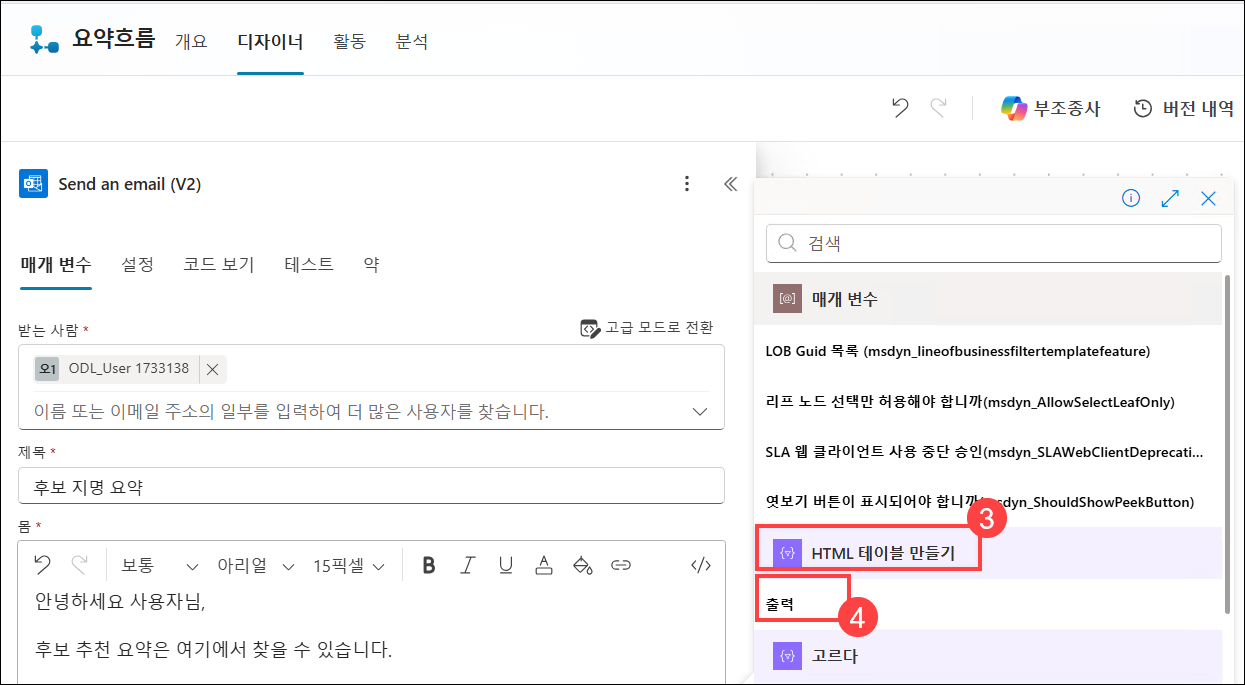 요약흐름 개요 디자이너 활동 분석
부조종사 버전 내역
Send an email (V2)
매개 변수 설정 코드 보기 테스트 약
받는 사람 *
고급 모드로 전환
오1 ODL_User 1733138
이름 또는 이메일 주소의 일부를 입력하여 더 많은 사용자를 찾습니다.
제목 *
후보 지명 요약
몸 *
보통 아리얼 15픽셀 B I U A </>
안녕하세요 사용자님,
후보 추천 요약은 여기에서 찾을 수 있습니다.
검색
[@] 매개 변수
LOB Guid 목록 (msdyn_lineofbusinessfiltertemplatefeature)
리프 노드 선택만 허용해야 합니까(msdyn_AllowSelectLeafOnly)
SLA 웹 클라이언트 사용 중단 승인(msdyn_SLAWebClientDeprecati...
엿보기 버튼이 표시되어야 합니까 msdyn_ShouldShowPeekButton)
3
HTML 테이블 만들기
출력
4
고르다